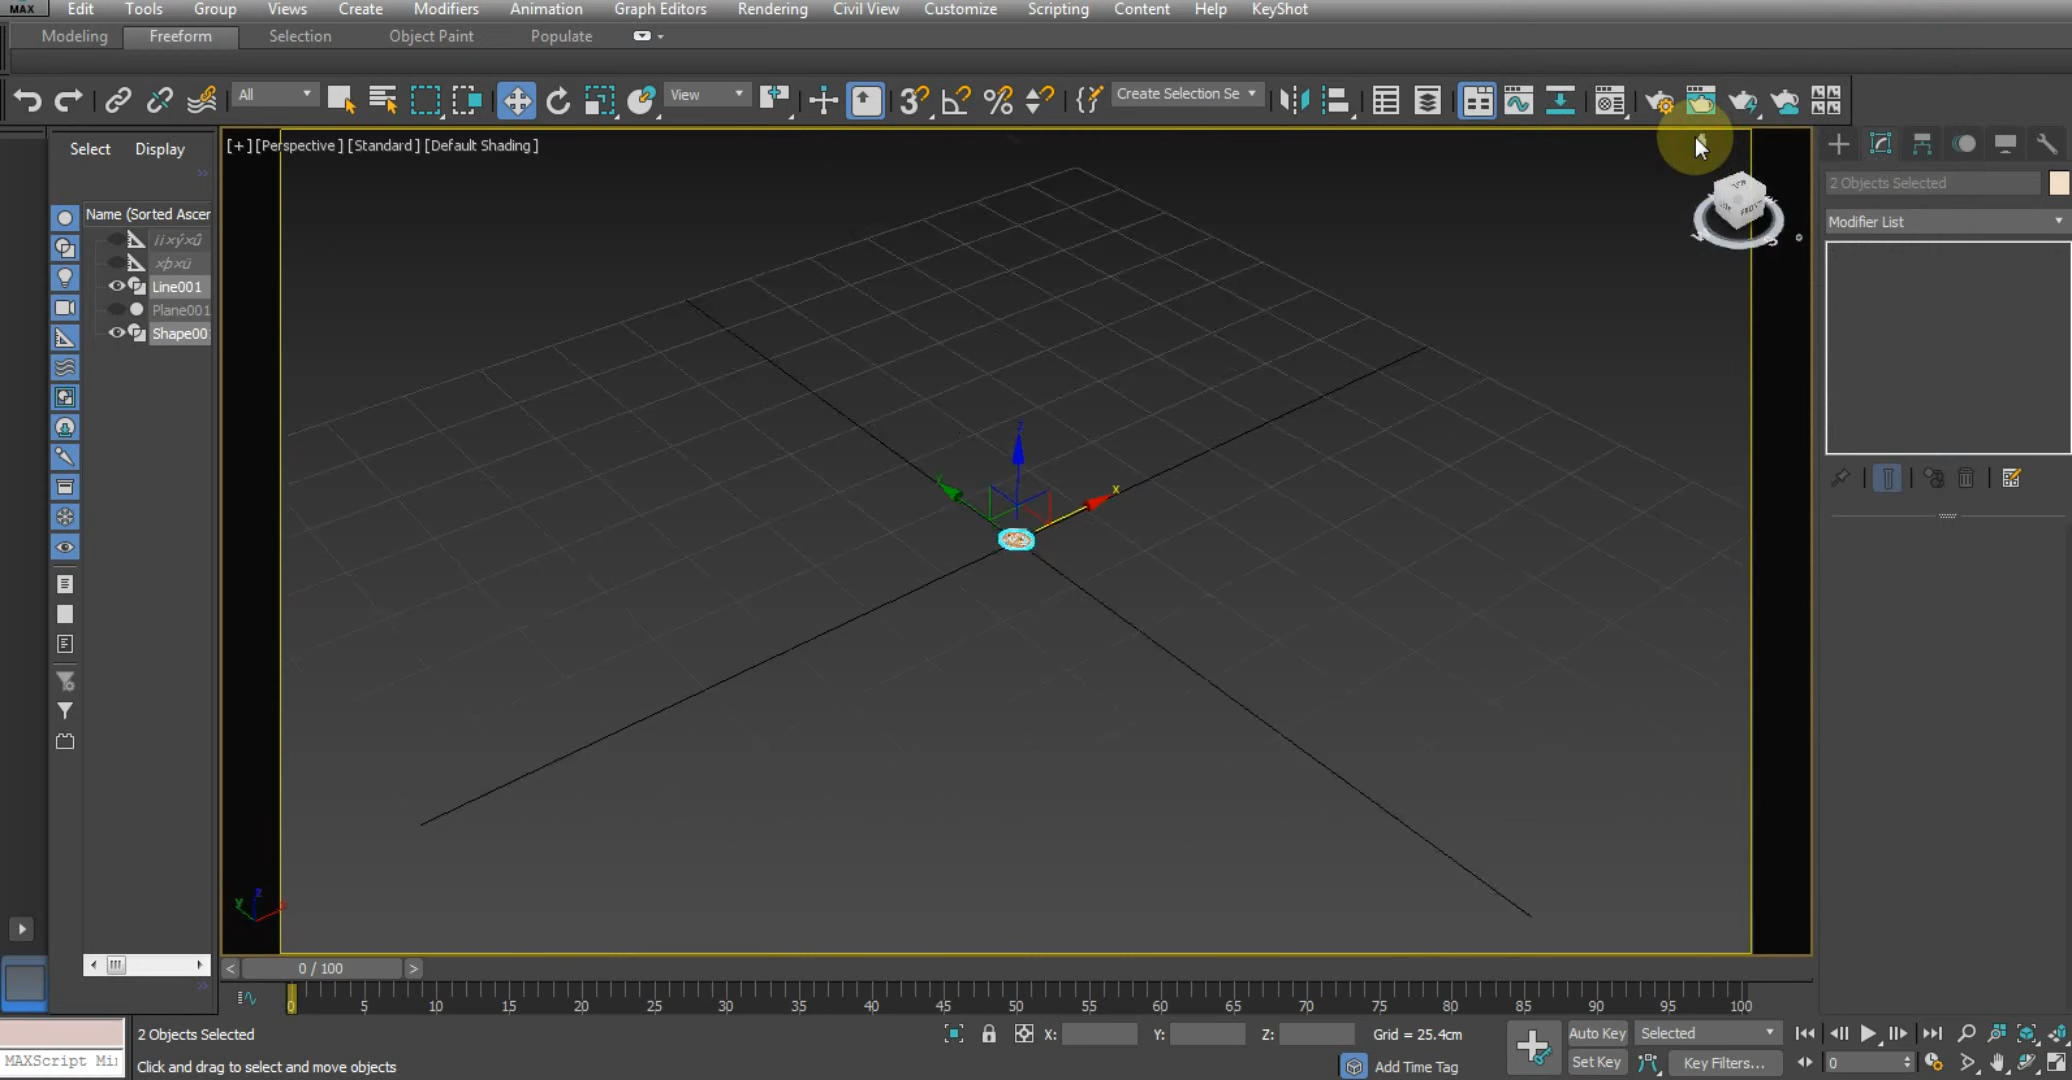 MAX Edit Tools Group Views Create Modifiers Animation Graph Editors Rendering Civil View Customize Scripting Content Help KeyShot
Modeling Freeform Selection Object Paint Populate
All View Create Selection Se
Select Display
[+] [Perspective] [Standard] [Default Shading]
2 Objects Selected
Name (Sorted Ascer
Modifier List
Line001
Plane001
Shape00
FRONT
z
y
x
z
y
x
< 0 / 100 >
0 5 10 15 20 25 30 35 40 45 50 55 60 65 70 75 80 85 90 95 100
2 Objects Selected X: Y: Z: Grid = 25.4cm Auto Key Selected
MAXScript Mi Click and drag to select and move objects Add Time Tag Set Key Key Filters... 0